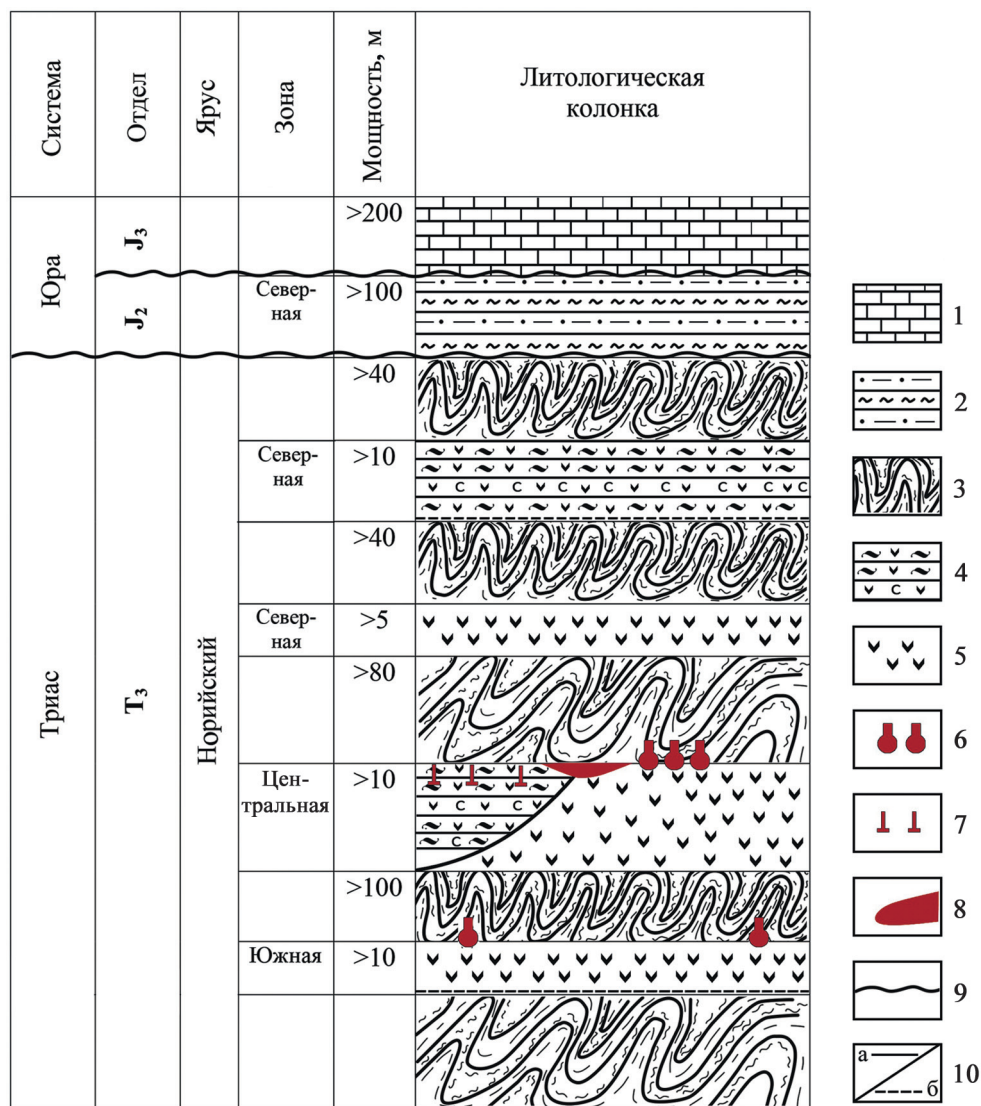 Система
Отдел
Ярус
Зона
Мощность, м
Литологическая
колонка
Юра
J3
>200
J2
Север-
ная
>100
Триас
T3
Норийский
>40
Север-
ная
>10
>40
Север-
ная
>5
>80
Цен-
тральная
>10
>100
Южная
>10
С С С С С С С С
С С
С
1
2
3
С
4
5
6
7
8
9
а
б
10